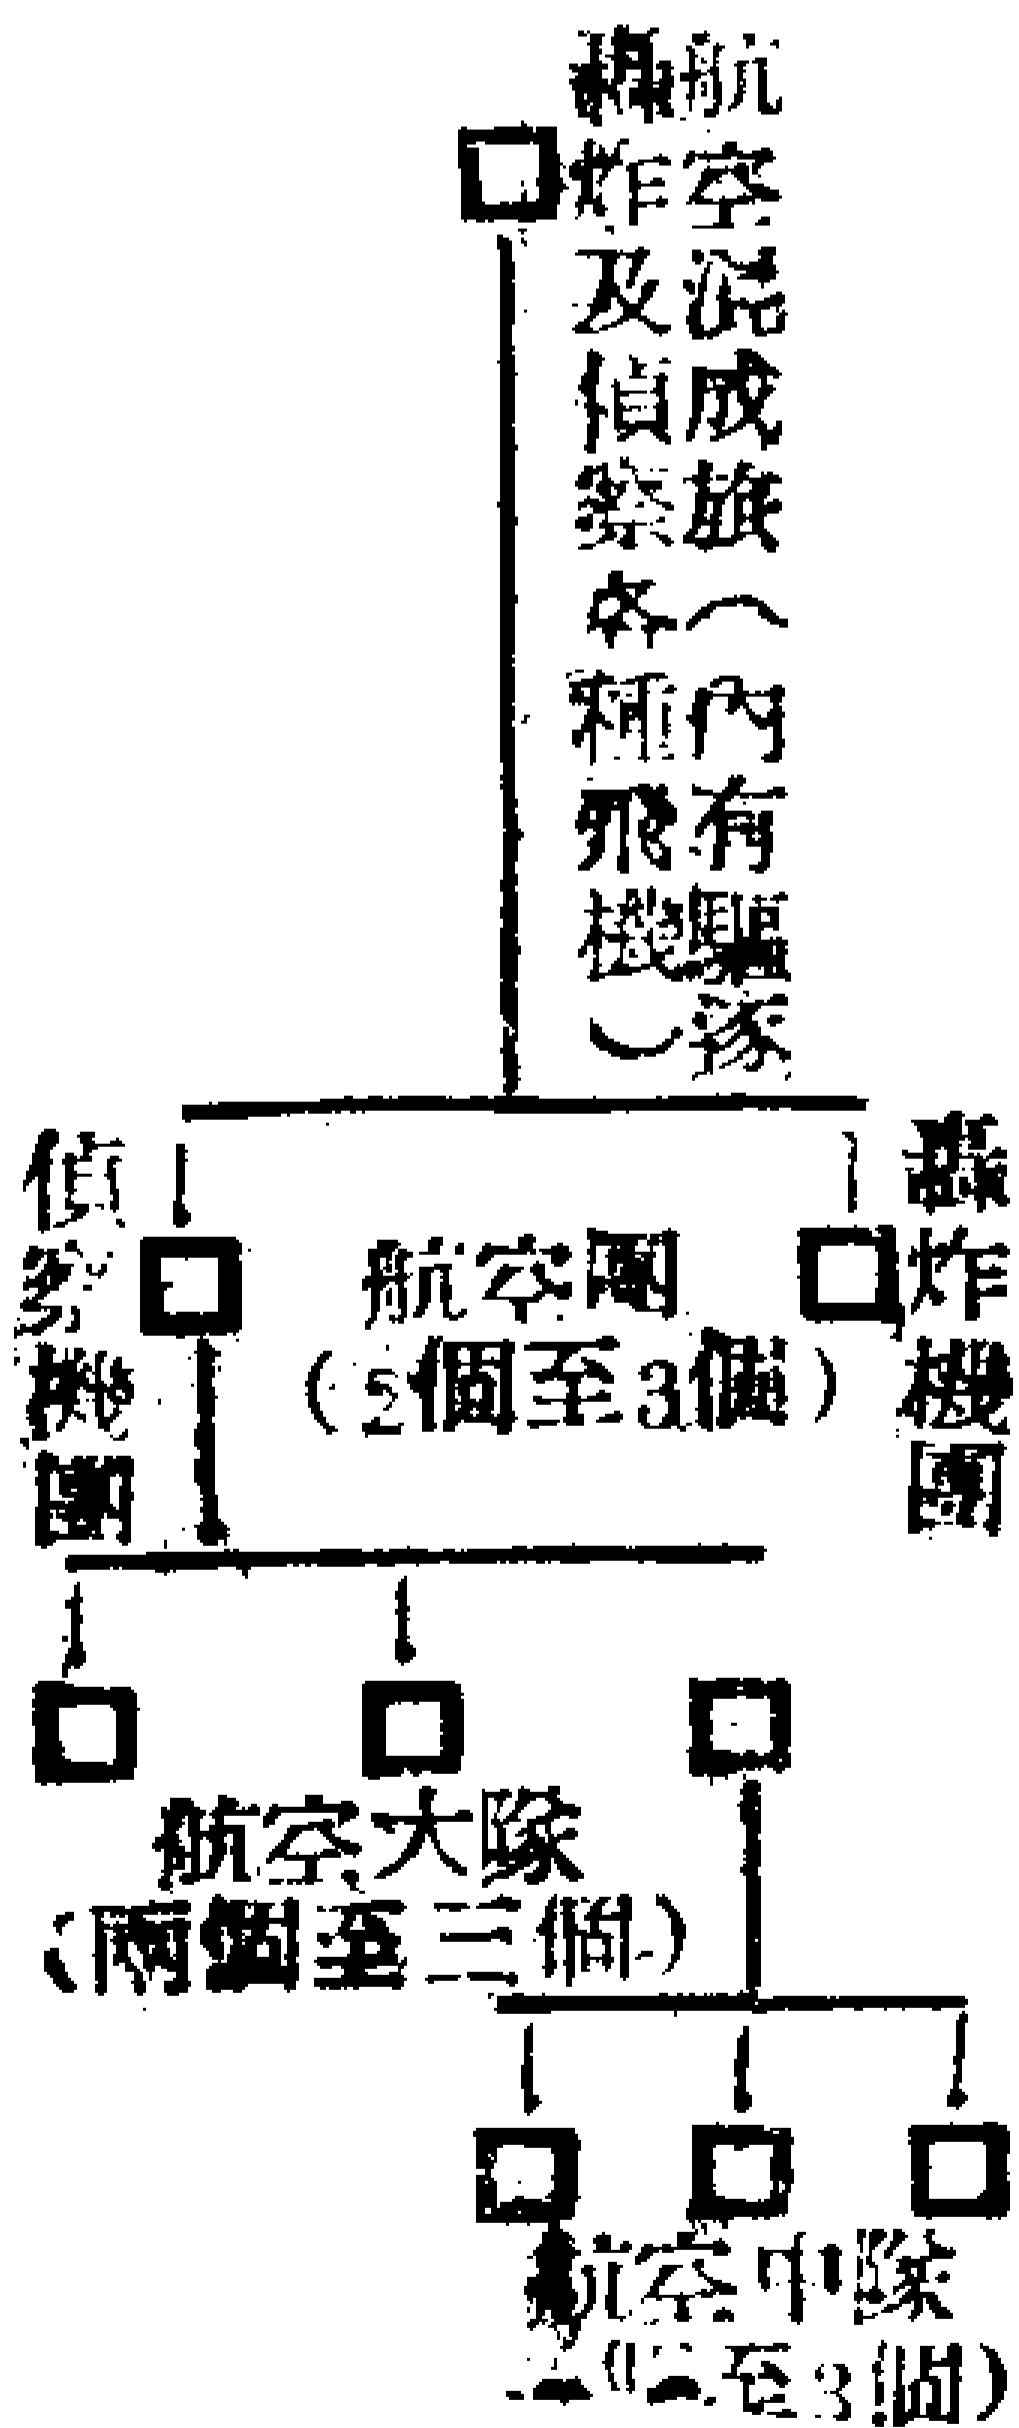 航空混成旅（內有驅逐
轟炸及偵察各種飛機）
偵察機團
航空團
（2個至3個）
轟炸機團
航空大隊
（兩個至三個）
航空中隊
至3個）